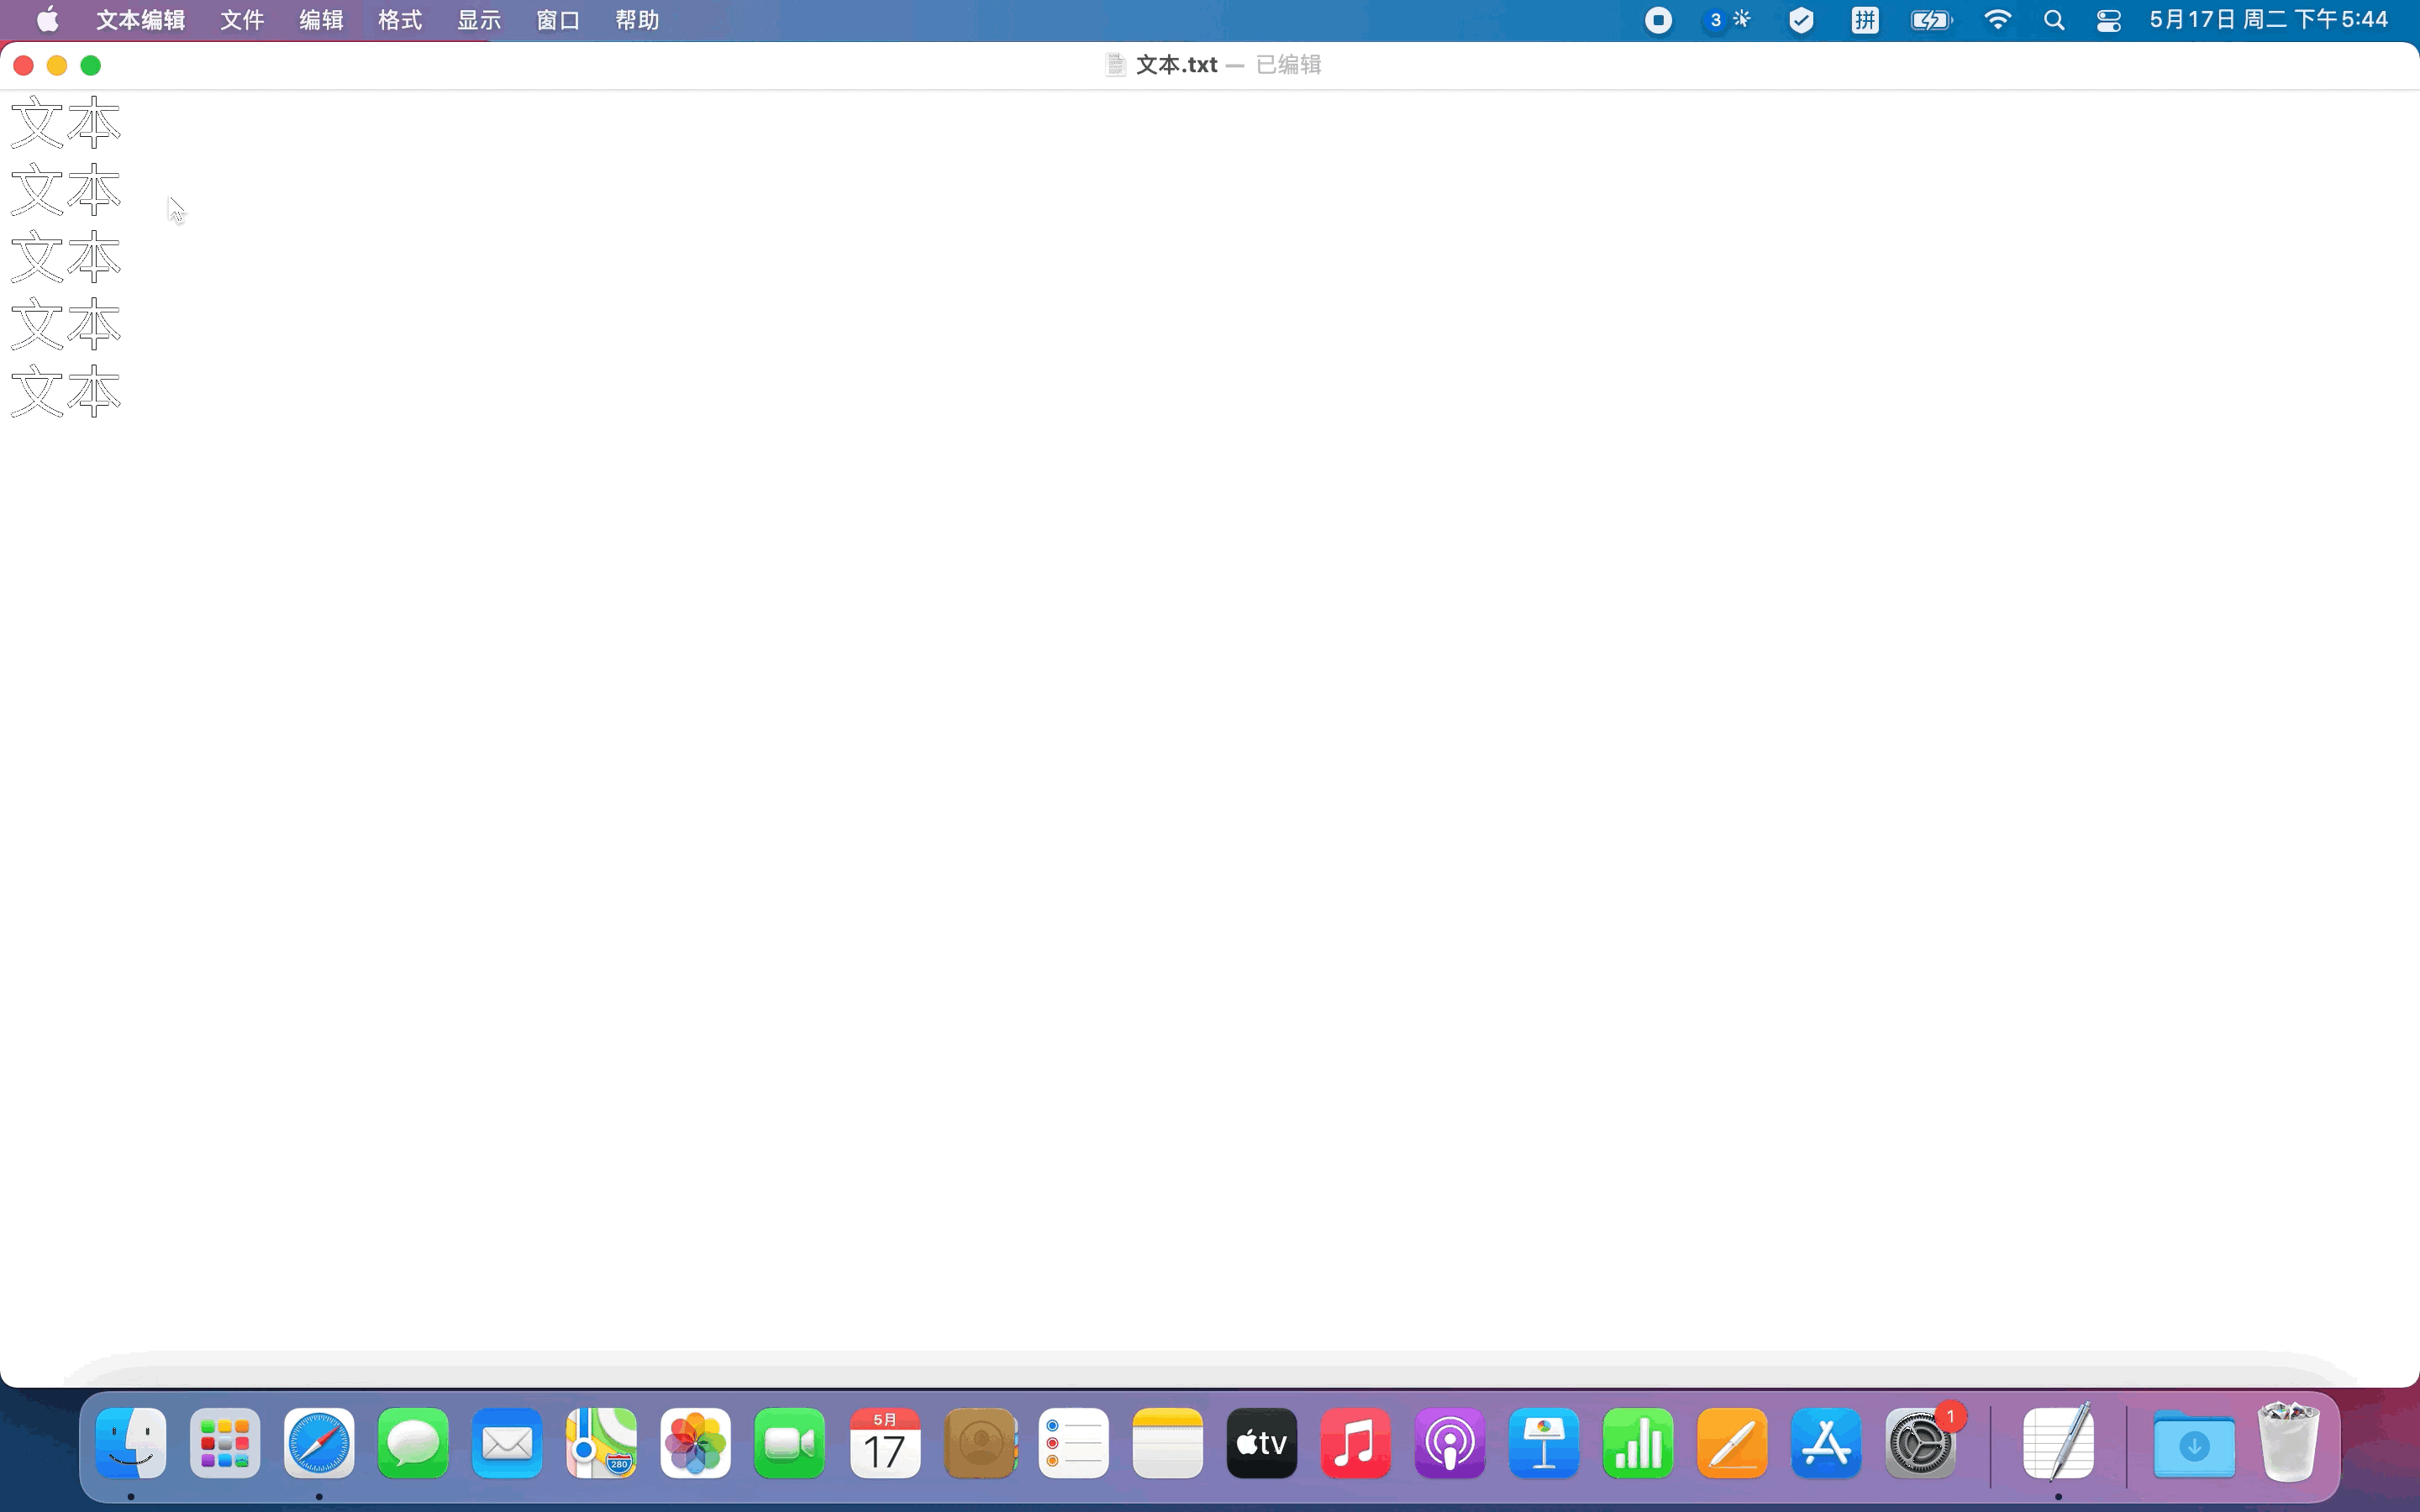 文本编辑 文件 编辑 格式 显示 窗口 帮助 3 拼 5月17日 周二 下午5:44
文本.txt — 已编辑
文本
文本
文本
文本
文本
280
5月
17
tv
1